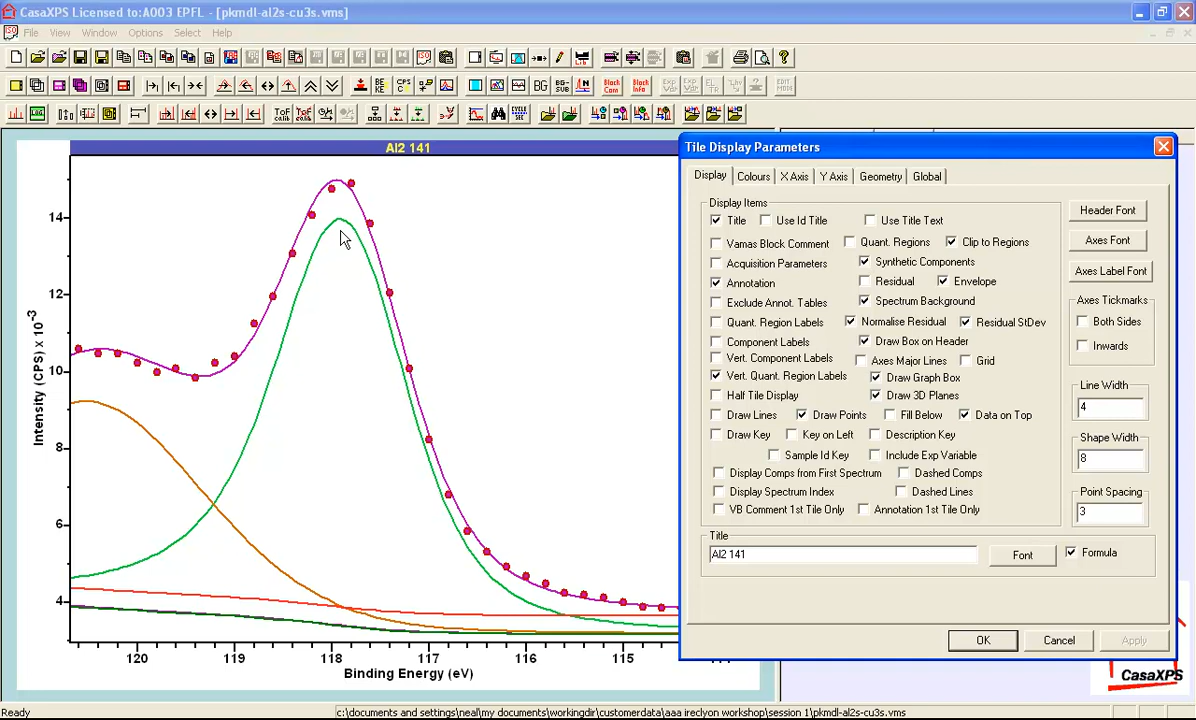 CasaXPS Licensed to:A003 EPFL - [pkmdl-al2s-cu3s.vms]
File View Window Options Select Help
Al2 141
Intensity (CPS) x 10⁻³
14
12
10
8
6
4
120 119 118 117 116 115
Binding Energy (eV)
Tile Display Parameters
Display Colours X Axis Y Axis Geometry Global
Display Items
Title Use Id Title Use Title Text
Vamas Block Comment Quant. Regions Clip to Regions
Acquisition Parameters Synthetic Components
Annotation Residual Envelope
Exclude Annot. Tables Spectrum Background
Quant. Region Labels Normalise Residual Residual StDev
Component Labels Draw Box on Header
Vert. Component Labels Axes Major Lines Grid
Vert. Quant. Region Labels Draw Graph Box
Half Tile Display Draw 3D Planes
Draw Lines Draw Points Fill Below Data on Top
Draw Key Key on Left Description Key
Sample Id Key Include Exp Variable
Display Comps from First Spectrum Dashed Comps
Display Spectrum Index Dashed Lines
VB Comment 1st Tile Only Annotation 1st Tile Only
Header Font
Axes Font
Axes Label Font
Axes Tickmarks
Both Sides
Inwards
Line Width
4
Shape Width
8
Point Spacing
3
Title
Al2 141 Font Formula
OK Cancel Apply
CasaXPS
Ready c:\documents and settings\neal\my documents\workingdir\customerdata\aaa ireclyon workshop\session 1\pkmdl-al2s-cu3s.vms